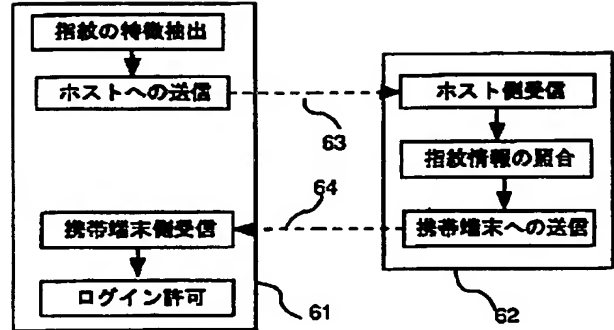 指紋の特徴抽出
ホストへの送信
ホスト側受信
63
指紋情報の照合
64
携帯端末側受信
携帯端末への送信
ログイン許可
61
62